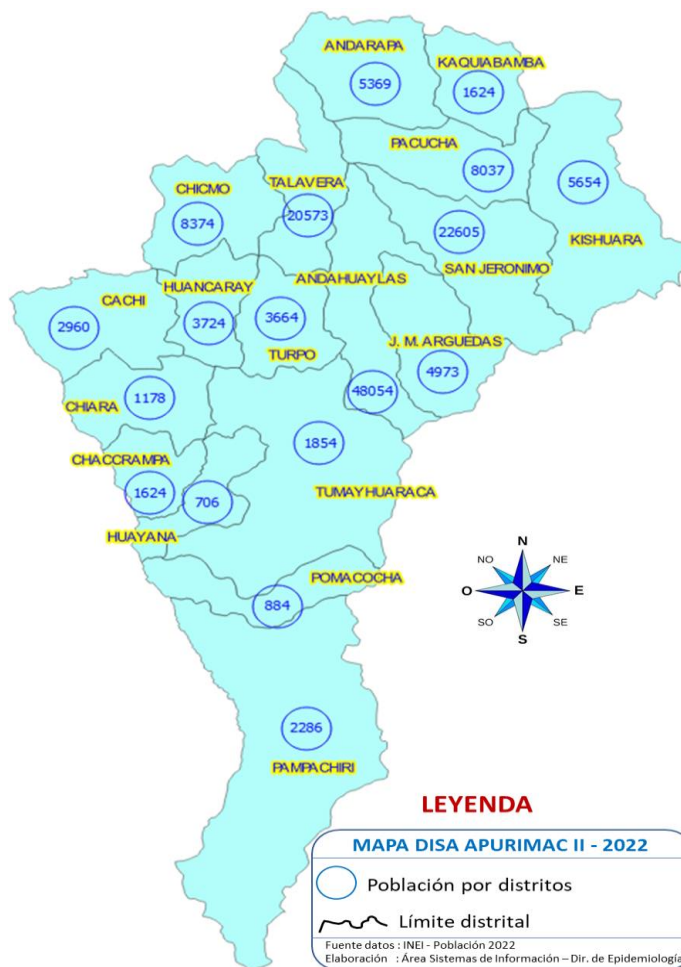 ANDARAPA
5369
KAQUIABAMBA
1624
PACUCHA
8037
5654
KISHUARA
CHICMO
8374
TALAVERA
20573
22605
SAN JERONIMO
ANDAHUAYLAS
48054
CACHI
2960
HUANCARAY
3724
3664
TURPO
J. M. ARGUEDAS
4973
1178
CHIARA
1854
TUMAYHUARACA
CHACCRAMPA
1624
706
HUAYANA
POMACOCHA
884
2286
PAMPACHIRI
N
NO
NE
O
E
SO
SE
S
LEYENDA
MAPA DISA APURIMAC II - 2022
Población por distritos
Límite distrital
Fuente datos : INEI - Población 2022
Elaboración : Área Sistemas de Información – Dir. de Epidemiología